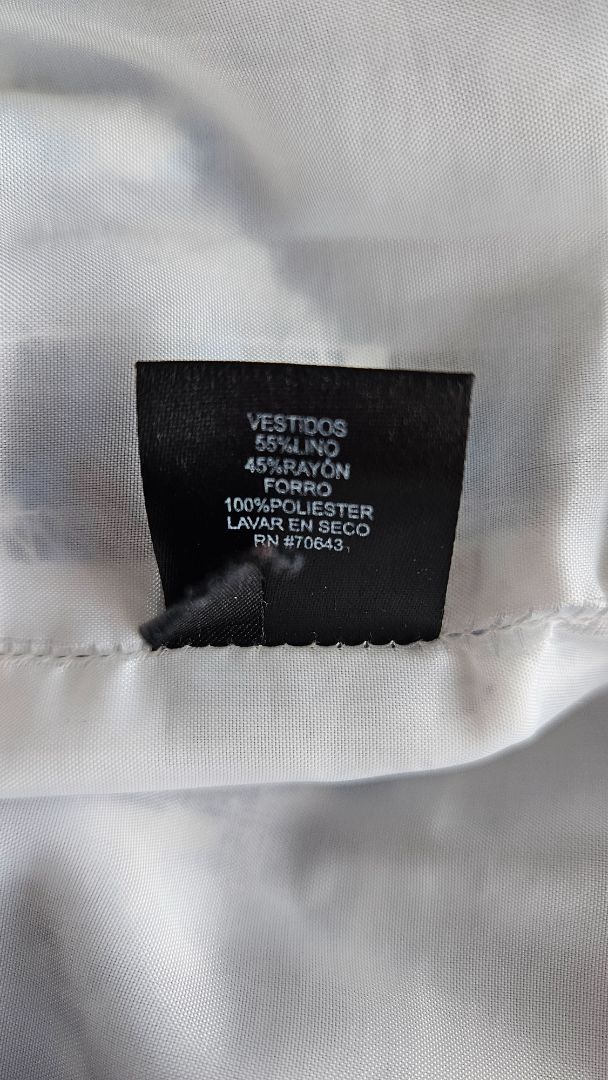 VESTIDOS
55%LINO
45%RAYÓN
FORRO
100%POLIESTER
LAVAR EN SECO
RN #70643